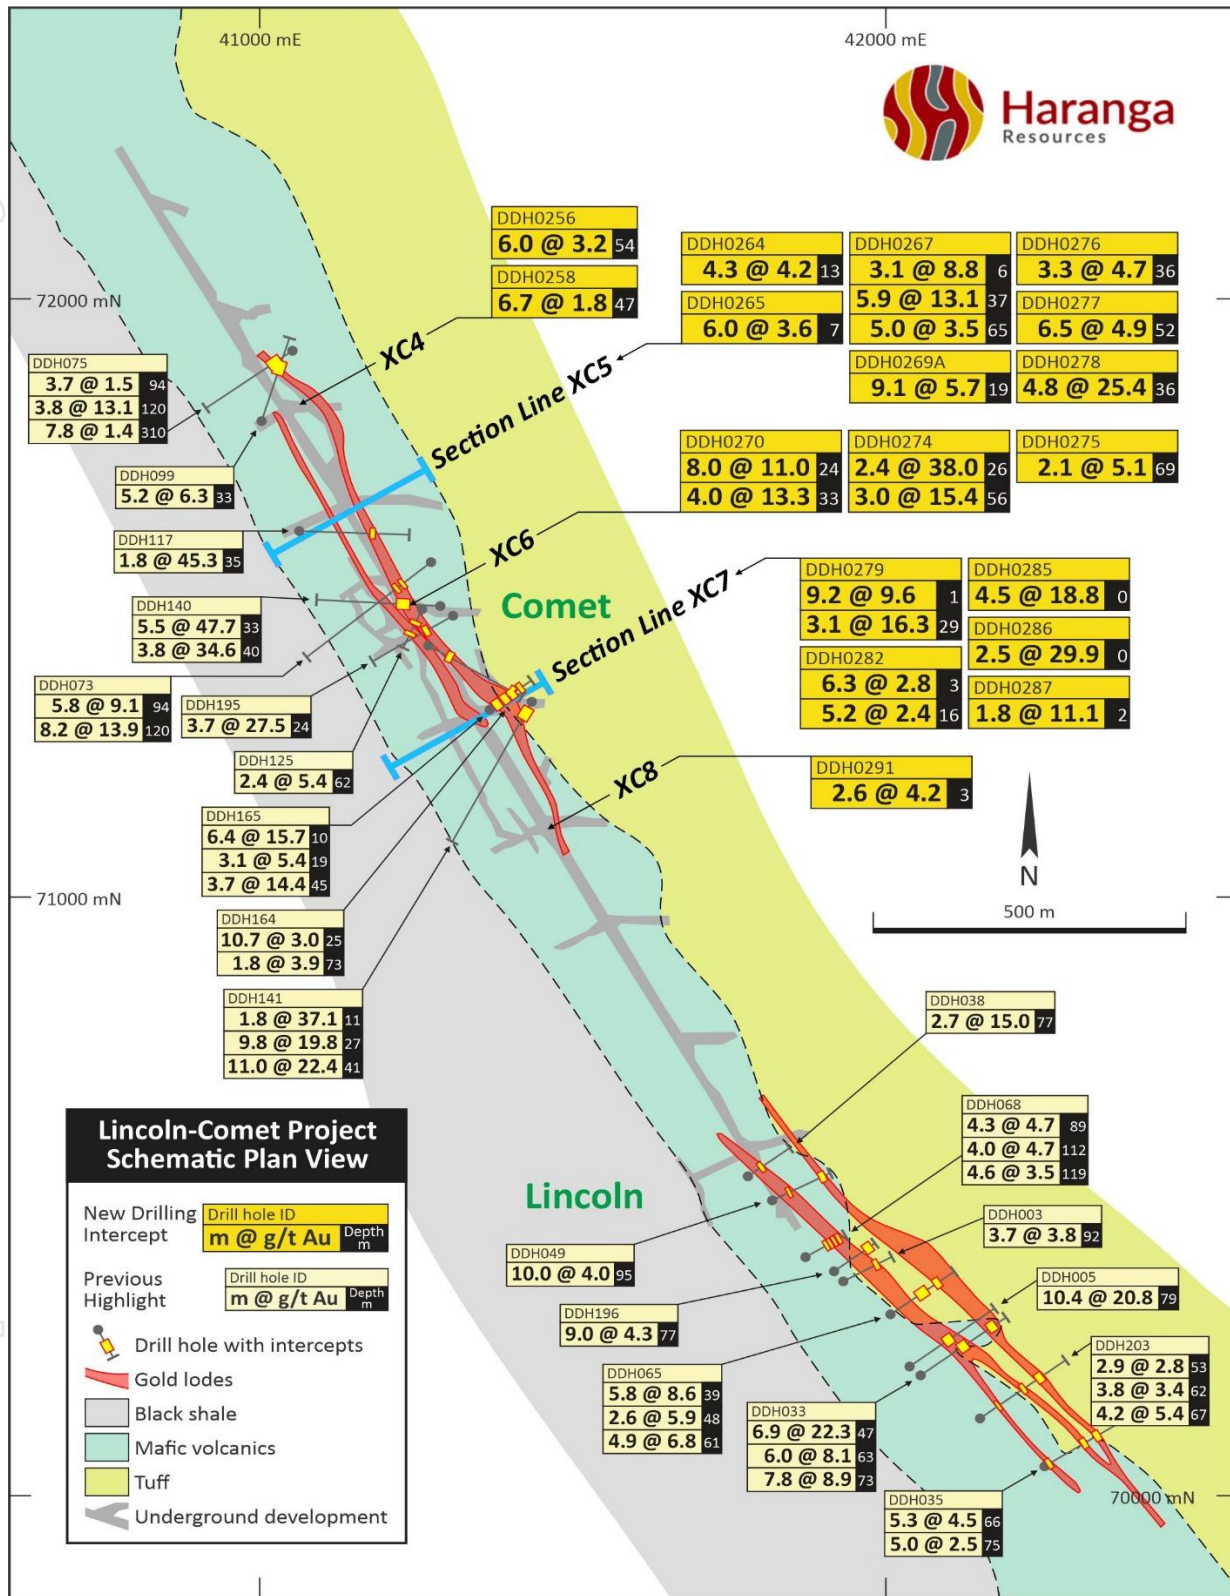 41000 mE
42000 mE
Haranga
Resources
DDH0256
6.0 @ 3.2 54
DDH0258
6.7 @ 1.8 47
DDH0264
4.3 @ 4.2 13
DDH0265
6.0 @ 3.6 7
DDH0267
3.1 @ 8.8 6
5.9 @ 13.1 37
5.0 @ 3.5 65
DDH0269A
9.1 @ 5.7 19
DDH0276
3.3 @ 4.7 36
DDH0277
6.5 @ 4.9 52
DDH0278
4.8 @ 25.4 36
72000 mN
XC4
Section Line XC5
DDH075
3.7 @ 1.5 94
3.8 @ 13.1 120
7.8 @ 1.4 310
DDH099
5.2 @ 6.3 33
DDH0270
8.0 @ 11.0 24
4.0 @ 13.3 33
DDH0274
2.4 @ 38.0 26
3.0 @ 15.4 56
DDH0275
2.1 @ 5.1 69
DDH117
1.8 @ 45.3 35
XC6
Comet
Section Line XC7
DDH0279
9.2 @ 9.6 1
3.1 @ 16.3 29
DDH0282
6.3 @ 2.8 3
5.2 @ 2.4 16
DDH0285
4.5 @ 18.8 0
DDH0286
2.5 @ 29.9 0
DDH0287
1.8 @ 11.1 2
DDH140
5.5 @ 47.7 33
3.8 @ 34.6 40
DDH073
5.8 @ 9.1 94
8.2 @ 13.9 120
DDH195
3.7 @ 27.5 24
DDH125
2.4 @ 5.4 62
XC8
DDH0291
2.6 @ 4.2 3
DDH165
6.4 @ 15.7 10
3.1 @ 5.4 19
3.7 @ 14.4 45
N
500 m
71000 mN
DDH164
10.7 @ 3.0 25
1.8 @ 3.9 73
DDH141
1.8 @ 37.1 11
9.8 @ 19.8 27
11.0 @ 22.4 41
DDH038
2.7 @ 15.0 77
DDH068
4.3 @ 4.7 89
4.0 @ 4.7 112
4.6 @ 3.5 119
Lincoln
DDH003
3.7 @ 3.8 92
DDH049
10.0 @ 4.0 95
DDH005
10.4 @ 20.8 79
DDH196
9.0 @ 4.3 77
DDH203
2.9 @ 2.8 53
3.8 @ 3.4 62
4.2 @ 5.4 67
DDH065
5.8 @ 8.6 39
2.6 @ 5.9 48
4.9 @ 6.8 61
DDH033
6.9 @ 22.3 47
6.0 @ 8.1 63
7.8 @ 8.9 73
DDH035
5.3 @ 4.5 66
5.0 @ 2.5 75
70000 mN
Lincoln-Comet Project
Schematic Plan View
New Drilling
Intercept
Drill hole ID
m @ g/t Au Depth
m
Previous
Highlight
Drill hole ID
m @ g/t Au Depth
m
Drill hole with intercepts
Gold lodes
Black shale
Mafic volcanics
Tuff
Underground development